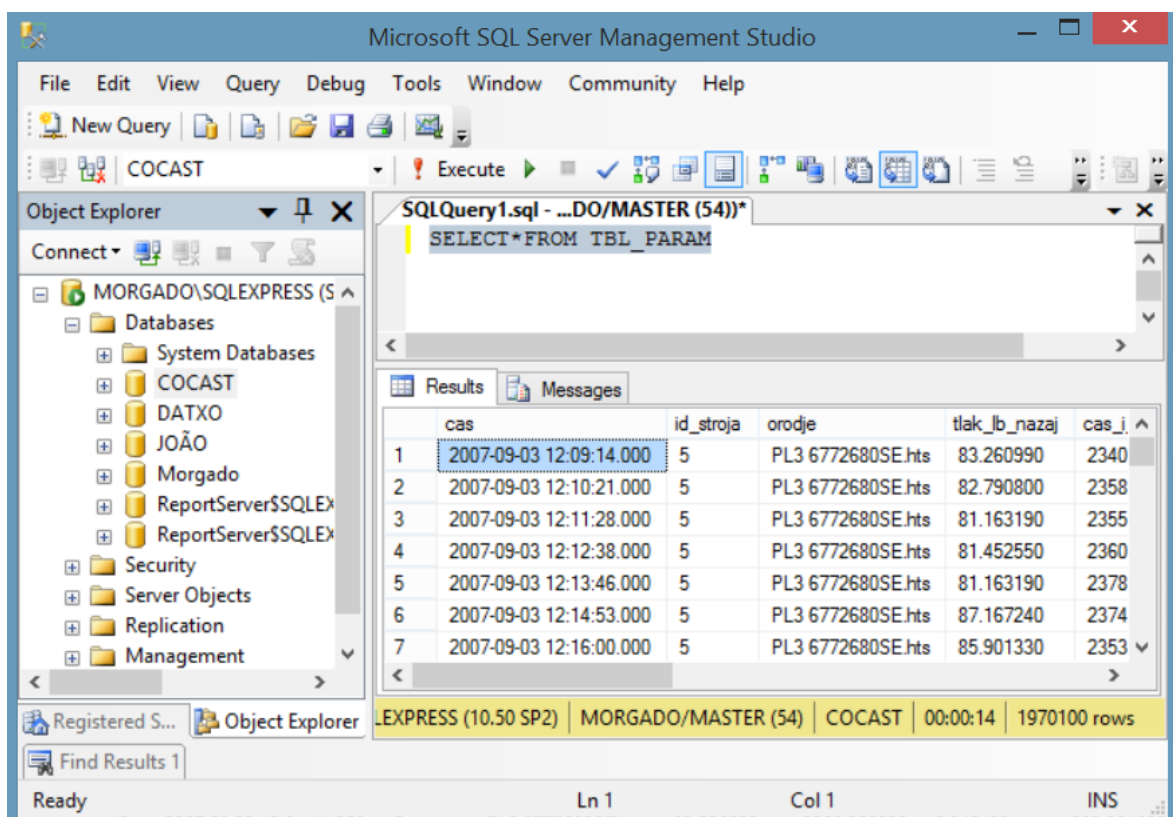 Microsoft SQL Server Management Studio
File Edit View Query Debug Tools Window Community Help
New Query
COCAST
Execute
Object Explorer
Connect
MORGADO\SQLEXPRESS (S
Databases
System Databases
COCAST
DATXO
JOÃO
Morgado
ReportServer$SQLEX
ReportServer$SQLEX
Security
Server Objects
Replication
Management
Registered S... Object Explorer
SQLQuery1.sql - ...DO/MASTER (54))*
SELECT*FROM TBL_PARAM
Results Messages
cas id_stroja orodje tlak_lb_nazaj cas_i_
1 2007-09-03 12:09:14.000 5 PL3 6772680SE.hts 83.260990 2340
2 2007-09-03 12:10:21.000 5 PL3 6772680SE.hts 82.790800 2358
3 2007-09-03 12:11:28.000 5 PL3 6772680SE.hts 81.163190 2355
4 2007-09-03 12:12:38.000 5 PL3 6772680SE.hts 81.452550 2360
5 2007-09-03 12:13:46.000 5 PL3 6772680SE.hts 81.163190 2378
6 2007-09-03 12:14:53.000 5 PL3 6772680SE.hts 87.167240 2374
7 2007-09-03 12:16:00.000 5 PL3 6772680SE.hts 85.901330 2353
LEXPRESS (10.50 SP2) MORGADO/MASTER (54) COCAST 00:00:14 1970100 rows
Find Results 1
Ready Ln 1 Col 1 INS